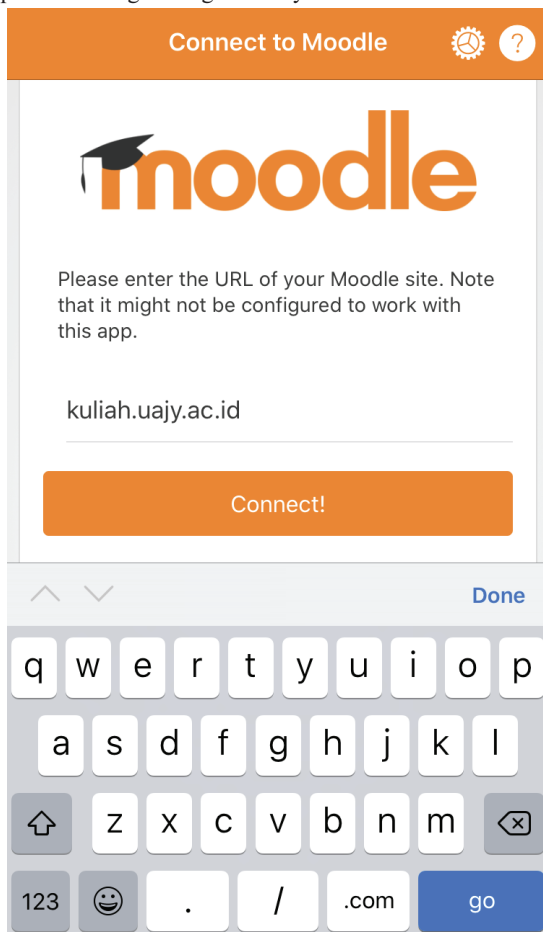 Connect to Moodle ?
moodle
Please enter the URL of your Moodle site. Note
that it might not be configured to work with
this app.
kuliah.uajy.ac.id
Connect!
Done
q w e r t y u i o p
a s d f g h j k l
z x c v b n m
123 . / .com go